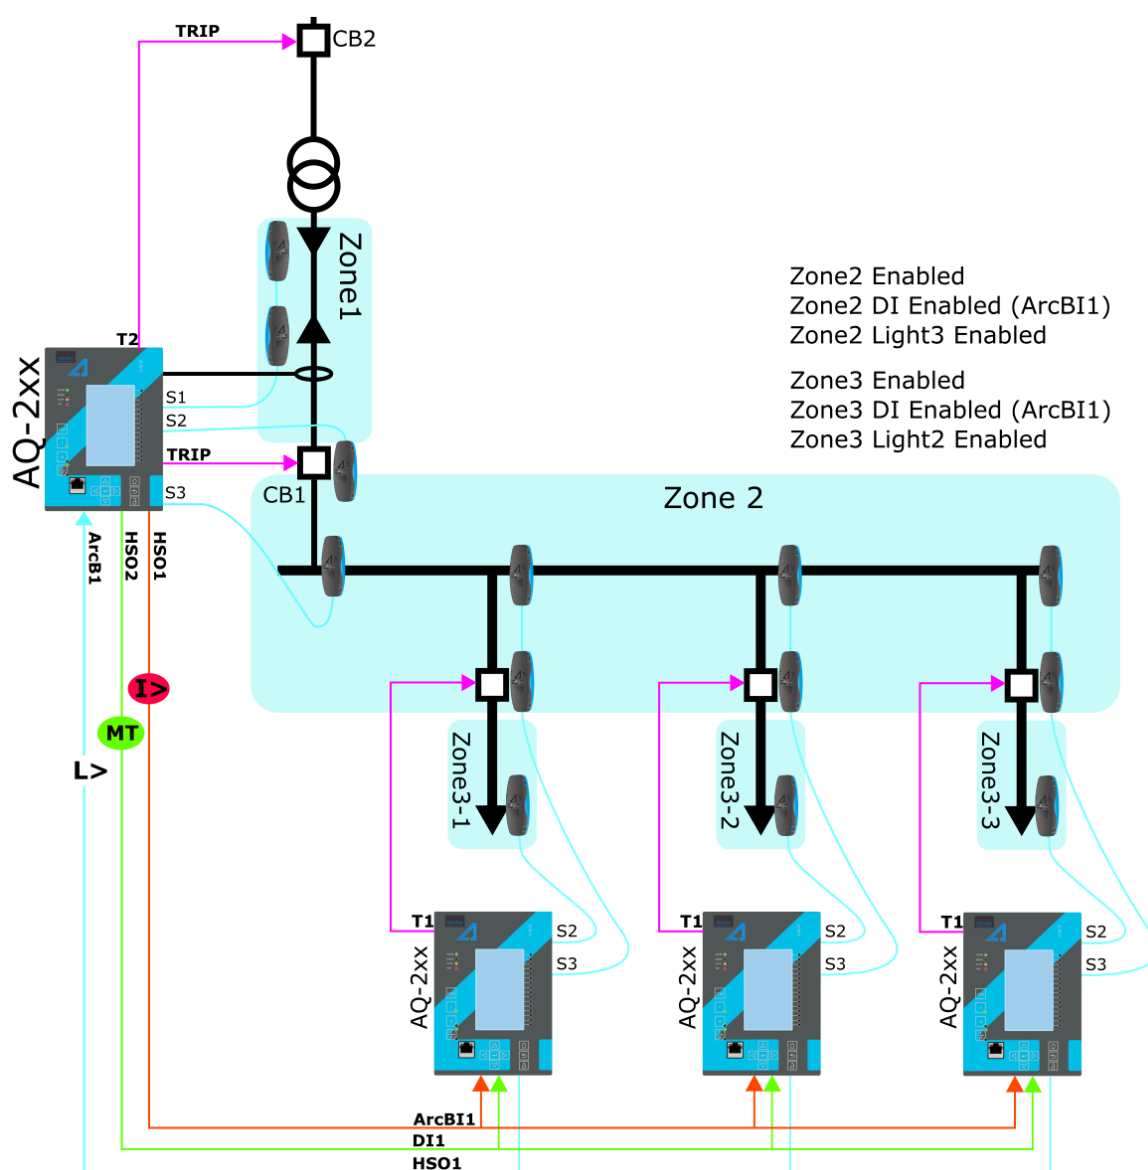 TRIP
CB2
Zone1
Zone2 Enabled
Zone2 DI Enabled (ArcBI1)
Zone2 Light3 Enabled
Zone3 Enabled
Zone3 DI Enabled (ArcBI1)
Zone3 Light2 Enabled
T2
AQ-2xx
S1
S2
TRIP
S3
CB1
Zone 2
ArcB1
HSO2
HSO1
I>
MT
L>
Zone3-1
Zone3-2
Zone3-3
T1
S2
S3
AQ-2xx
T1
S2
S3
AQ-2xx
T1
S2
S3
AQ-2xx
ArcBI1
DI1
HSO1